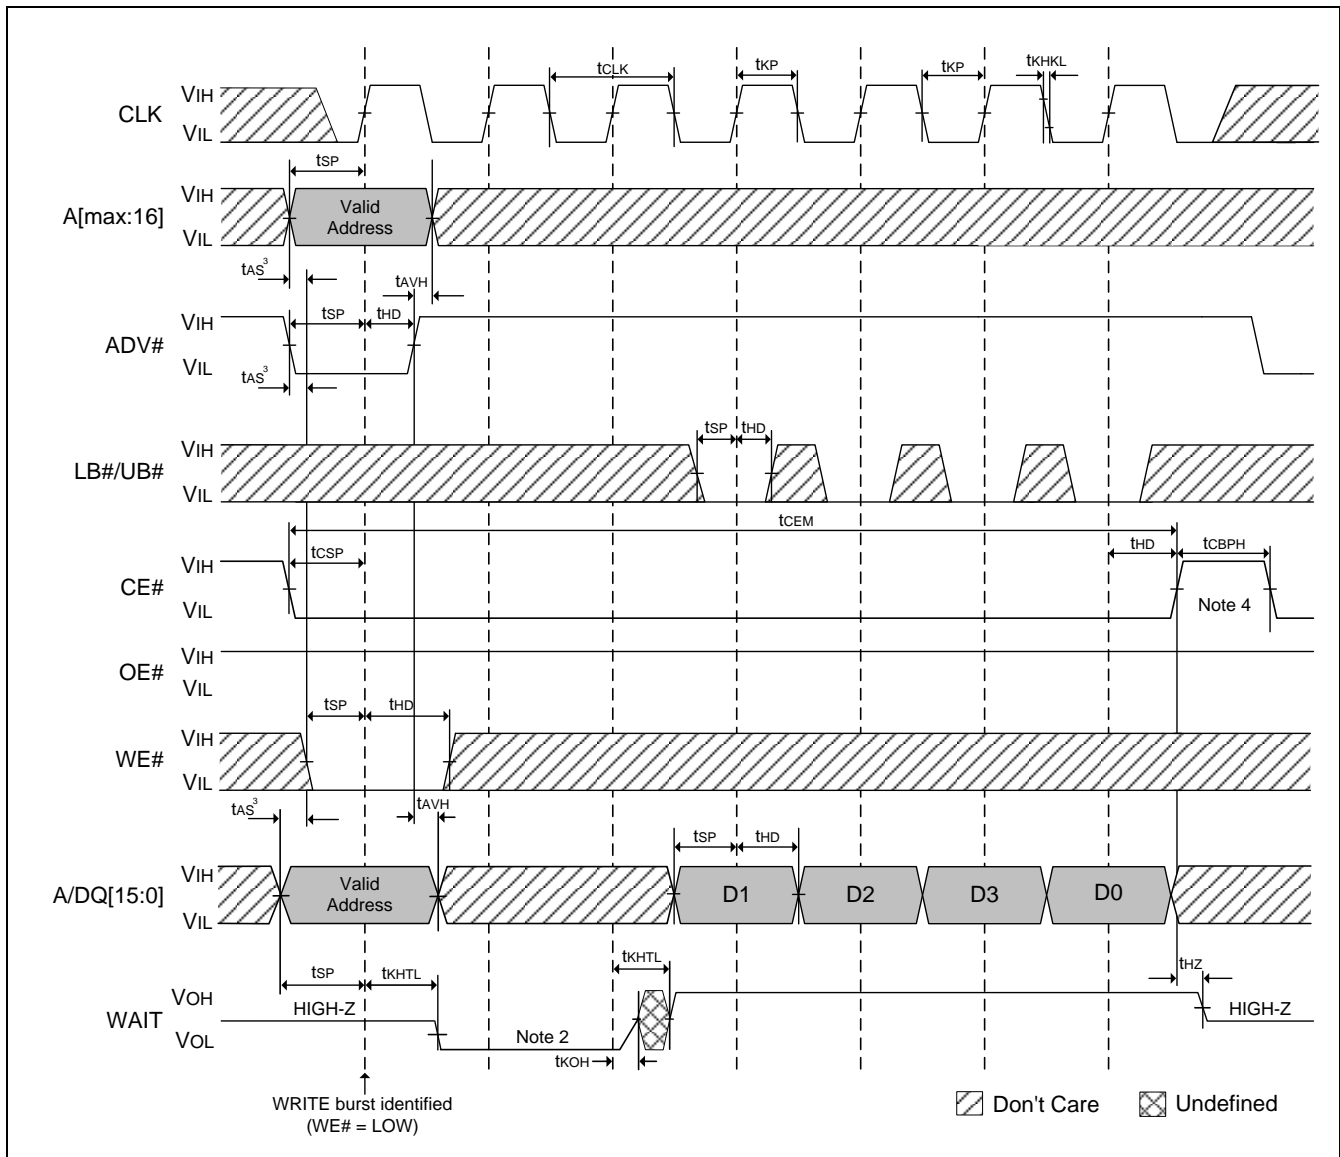 tCLK tKP tKP tKHKL
CLK VIH
VIL
tSP
A[max:16] VIH
VIL
Valid
Address
tAS3 tAVH
tSP tHD
ADV# VIH
VIL
tAS3
tSP tHD
LB#/UB# VIH
VIL
tCEM
tCSP tHD tCBPH
CE# VIH
VIL
Note 4
OE# VIH
VIL
tSP tHD
WE# VIH
VIL
tAS3 tAVH
tSP tHD
A/DQ[15:0] VIH
VIL
Valid
Address
D1 D2 D3 D0
tSP tKHTL tKHTL tHZ
WAIT VOH
VOL
HIGH-Z Note 2 HIGH-Z
tKOH
WRITE burst identified
(WE# = LOW)
Don't Care Undefined